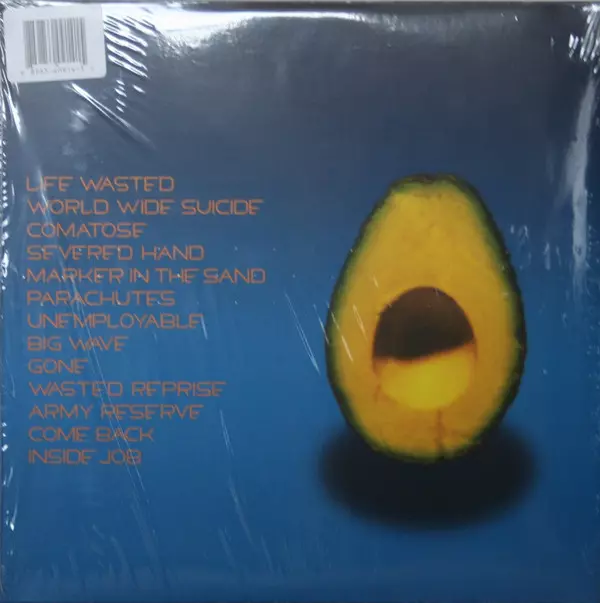 LIFE WASTED
WORLD WIDE SUICIDE
COMATOSE
SEVERED HAND
MARKER IN THE SAND
PARACHUTES
UNEMPLOYABLE
BIG WAVE
GONE
WASTED REPRISE
ARMY RESERVE
COME BACK
INSIDE JOB